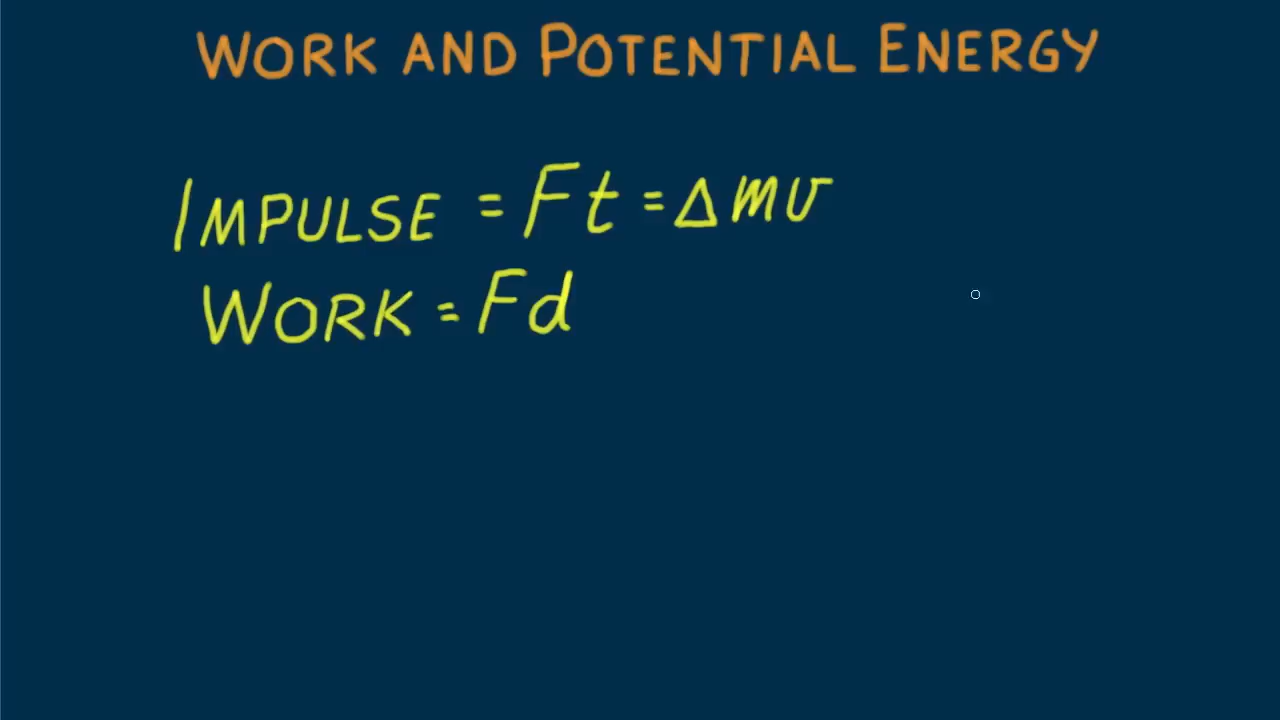 WORK AND POTENTIAL ENERGY
IMPULSE = Ft = Δmv
WORK = Fd